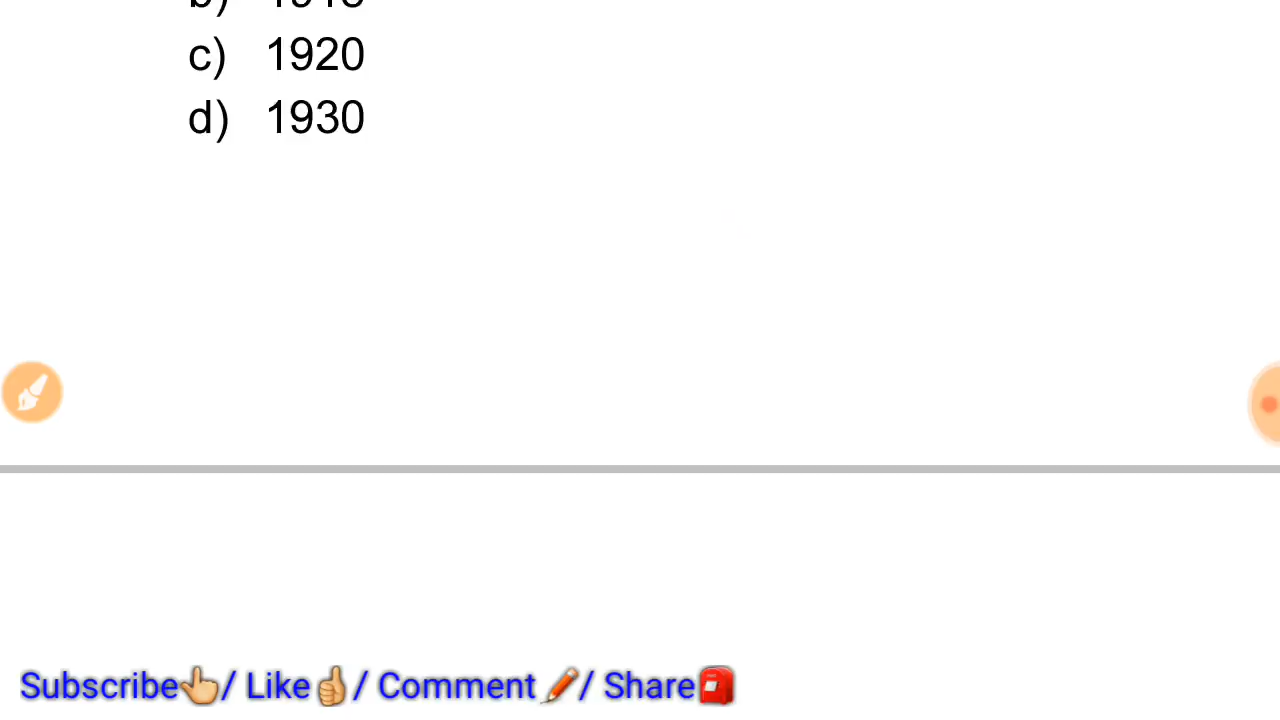 b)
c) 1920
d) 1930
Subscribe👆/ Like👍/ Comment✏️/ Share📮